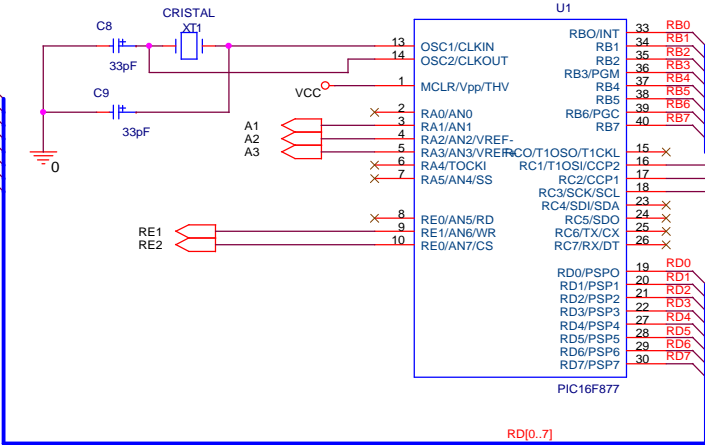 U1
CRISTAL
XT1
C8
33pF
C9
33pF
0
VCC
A1
A2
A3
RE1
RE2
13 OSC1/CLKIN
14 OSC2/CLKOUT
1 MCLR/Vpp/THV
2 RA0/AN0
3 RA1/AN1
4 RA2/AN2/VREF-
5 RA3/AN3/VREF+
6 RA4/TOCKI
7 RA5/AN4/SS
8 RE0/AN5/RD
9 RE1/AN6/WR
10 RE0/AN7/CS
RBO/INT 33 RB0
RB1 34 RB1
RB2 35 RB2
RB3/PGM 36 RB3
RB4 37 RB4
RB5 38 RB5
RB6/PGC 39 RB6
RB7 40 RB7
RCO/T1OSO/T1CKL 15
RC1/T1OSI/CCP2 16
RC2/CCP1 17
RC3/SCK/SCL 18
RC4/SDI/SDA 23
RC5/SDO 24
RC6/TX/CX 25
RC7/RX/DT 26
RD0/PSPO 19 RD0
RD1/PSP1 20 RD1
RD2/PSP2 21 RD2
RD3/PSP3 22 RD3
RD4/PSP4 27 RD4
RD5/PSP5 28 RD5
RD6/PSP6 29 RD6
RD7/PSP7 30 RD7
PIC16F877
RD[0..7]